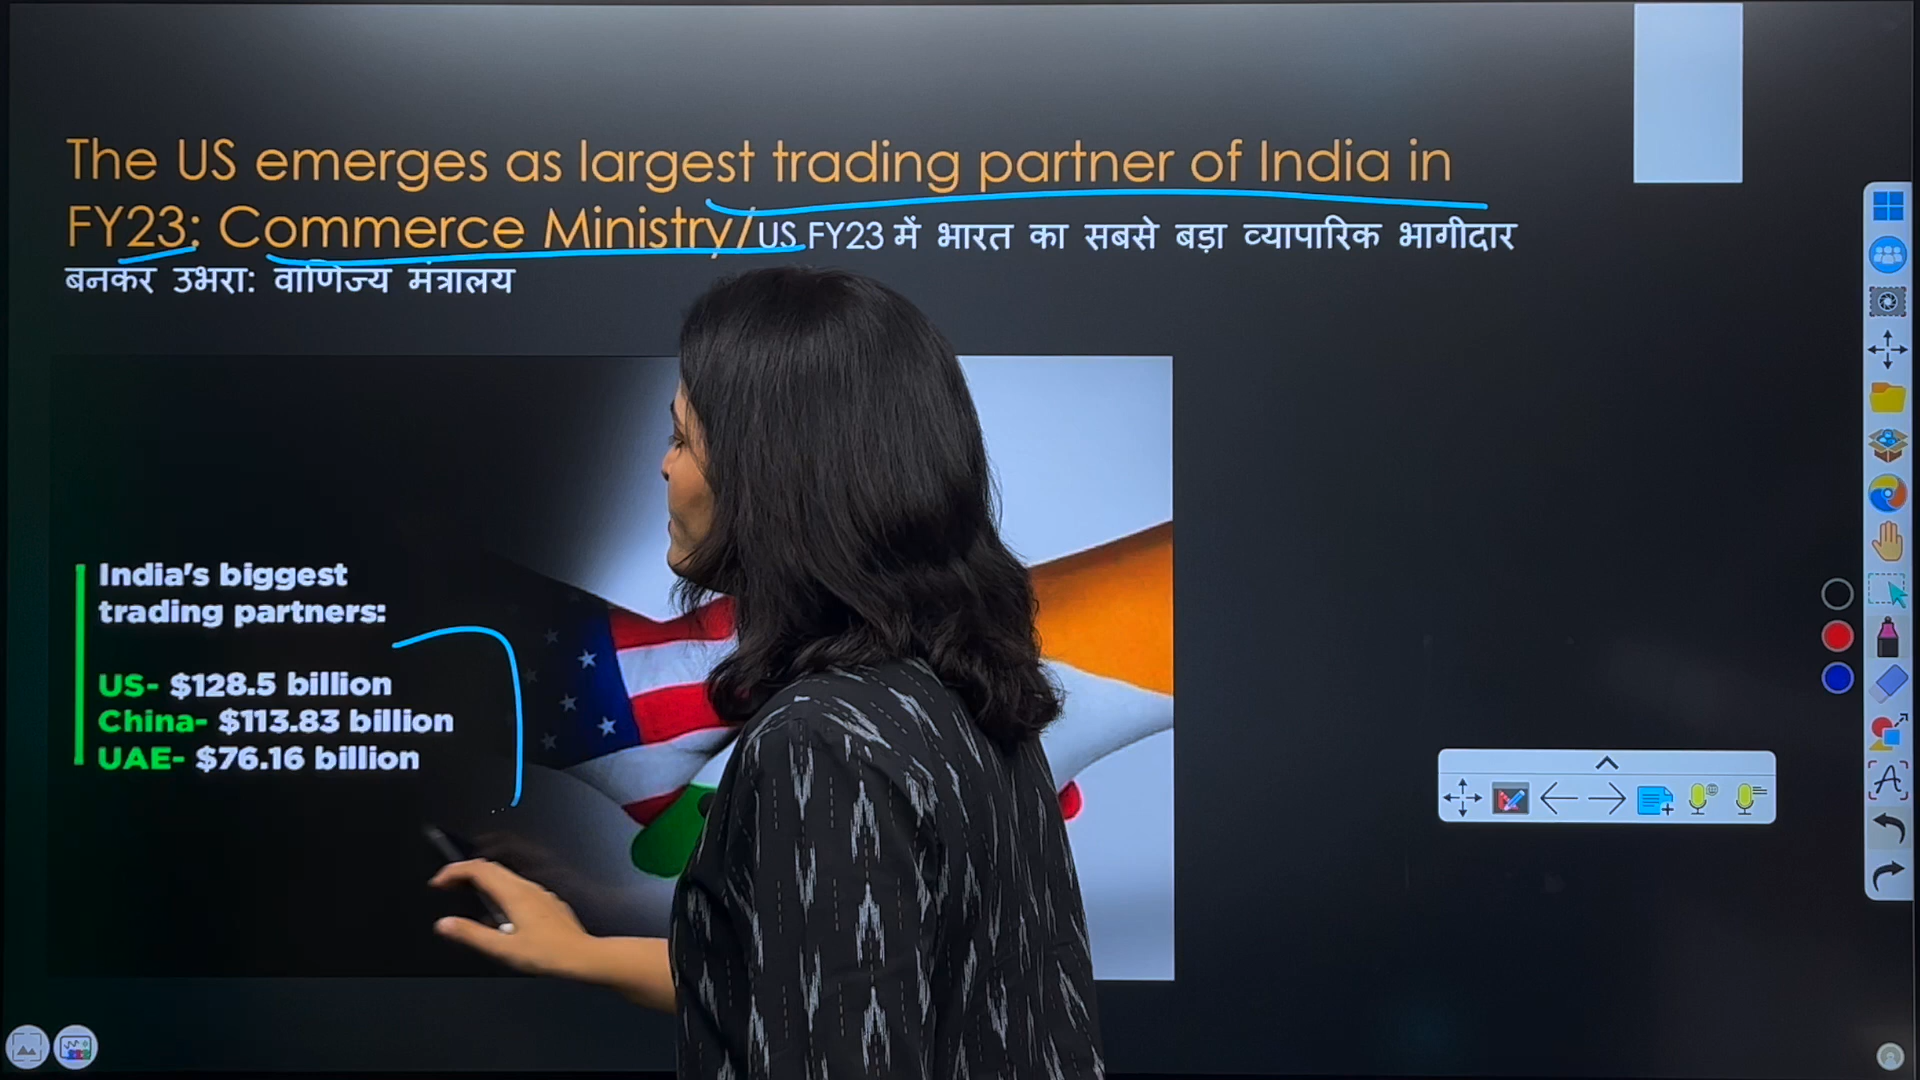 The US emerges as largest trading partner of India in
FY23: Commerce Ministry/US FY23 में भारत का सबसे बड़ा व्यापारिक भागीदार
बनकर उभरा: वाणिज्य मंत्रालय
India's biggest
trading partners:
US- $128.5 billion
China- $113.83 billion
UAE- $76.16 billion